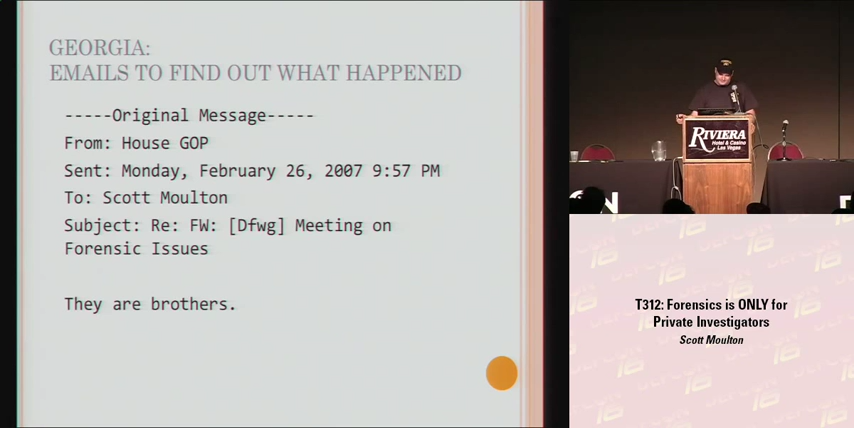 GEORGIA:
EMAILS TO FIND OUT WHAT HAPPENED
-----Original Message-----
From: House GOP
Sent: Monday, February 26, 2007 9:57 PM
To: Scott Moulton
Subject: Re: FW: [Dfwg] Meeting on
Forensic Issues
They are brothers.
RIVIERA
Hotel & Casino
Las Vegas
T312: Forensics is ONLY for
Private Investigators
Scott Moulton